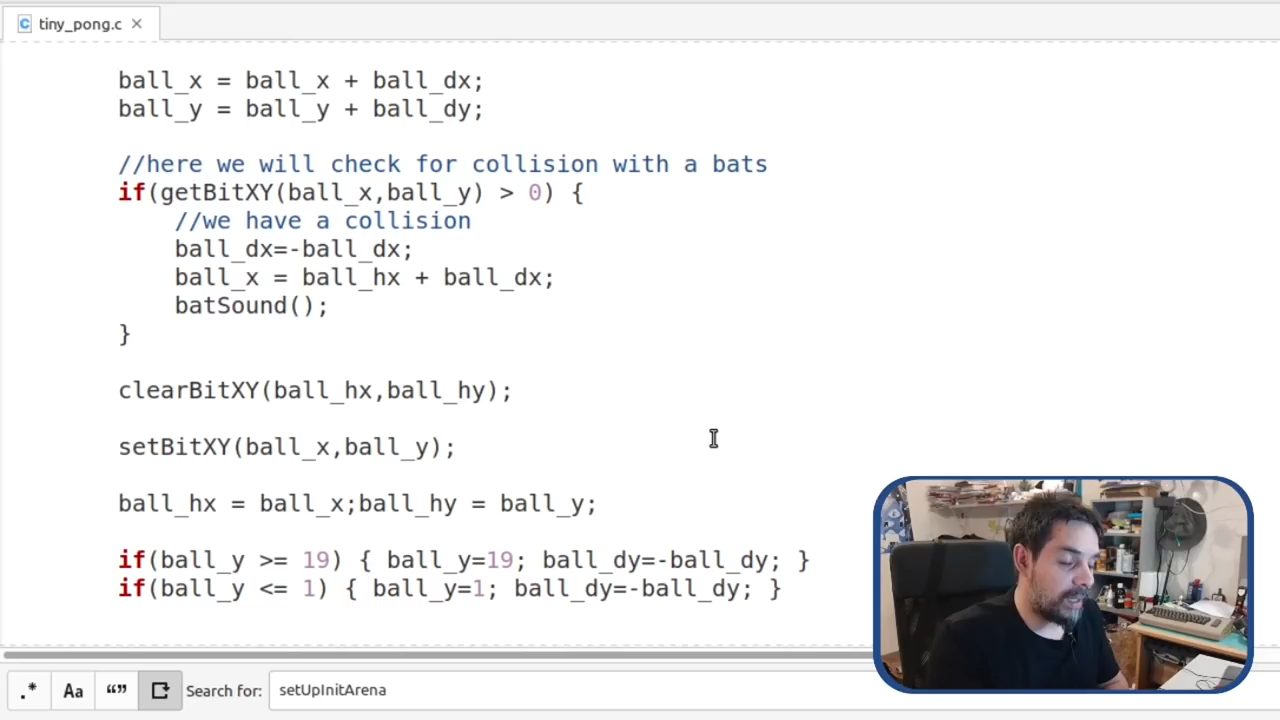 tiny_pong.c
ball_x = ball_x + ball_dx;
ball_y = ball_y + ball_dy;
//here we will check for collision with a bats
if(getBitXY(ball_x,ball_y) > 0) {
//we have a collision
ball_dx=-ball_dx;
ball_x = ball_hx + ball_dx;
batSound();
}
clearBitXY(ball_hx,ball_hy);
setBitXY(ball_x,ball_y);
ball_hx = ball_x;ball_hy = ball_y;
if(ball_y >= 19) { ball_y=19; ball_dy=-ball_dy; }
if(ball_y <= 1) { ball_y=1; ball_dy=-ball_dy; }
.* Aa “” Search for: setUpInitArena